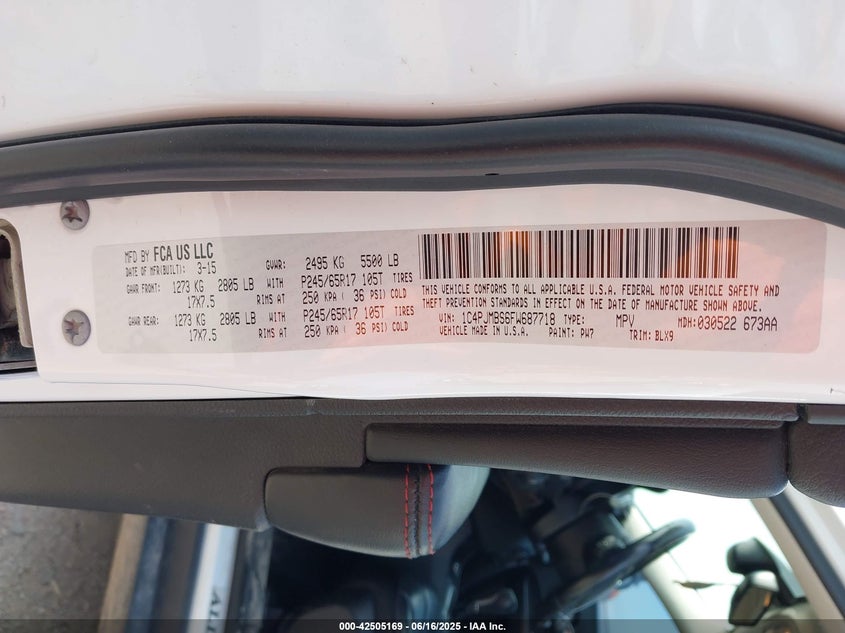 MFD BY FCA US LLC
DATE OF MFR(BUILT): 3-15
GVWR: 2495 KG 5500 LB
GAWR FRONT: 1273 KG 2805 LB WITH P245/65R17 105T TIRES
17X7.5 RIMS AT 250 KPA ( 36 PSI) COLD
GAWR REAR: 1273 KG 2805 LB WITH P245/65R17 105T TIRES
17X7.5 RIMS AT 250 KPA ( 36 PSI) COLD
THIS VEHICLE CONFORMS TO ALL APPLICABLE U.S.A. FEDERAL MOTOR VEHICLE SAFETY AND
THEFT PREVENTION STANDARDS IN EFFECT ON THE DATE OF MANUFACTURE SHOWN ABOVE.
VIN: 1C4PJMBS6FW687718 TYPE: MPV MDH:030522 673AA
VEHICLE MADE IN U.S.A. PAINT: PW7 TRIM: BLX9
000-42505169 - 06/16/2025 - IAA Inc.